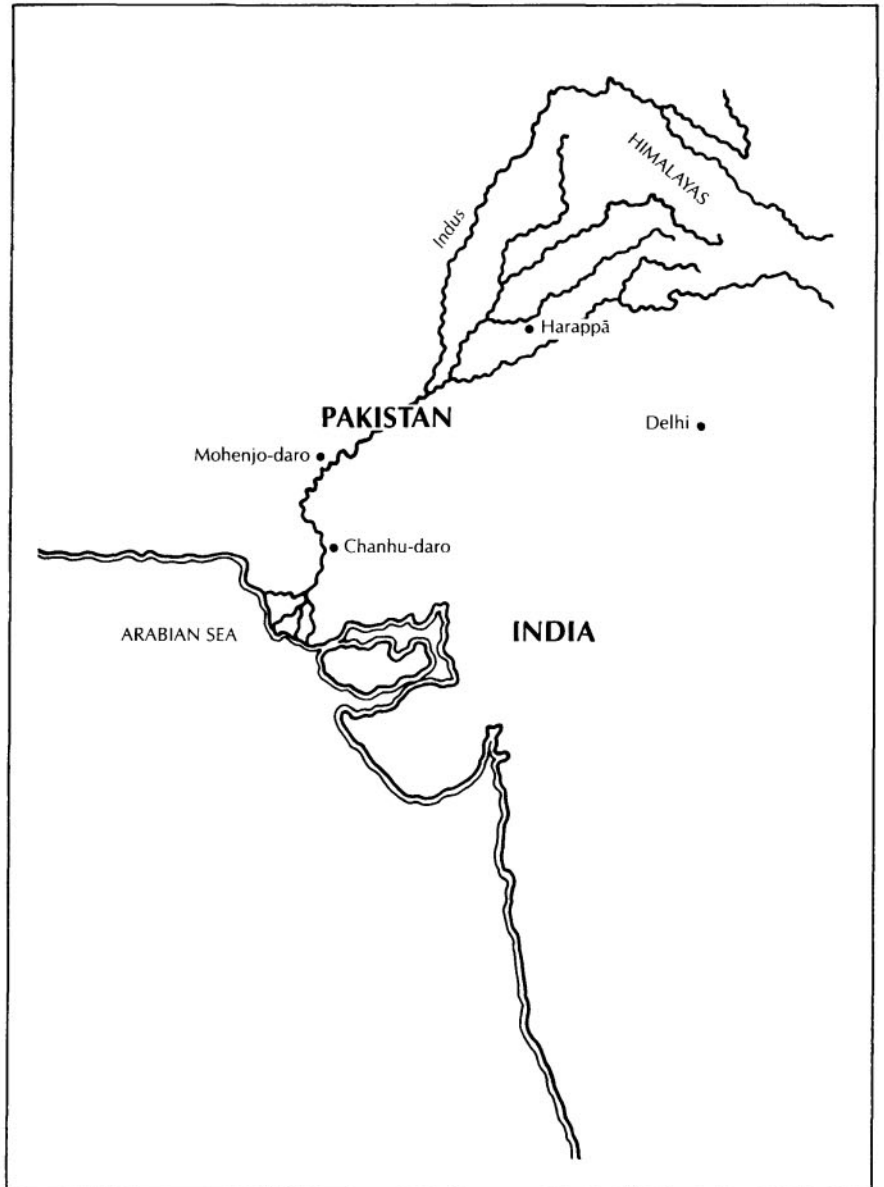 HIMALAYAS
Indus
Harappā
PAKISTAN
Delhi
Mohenjo-daro
Chanhu-daro
ARABIAN SEA
INDIA